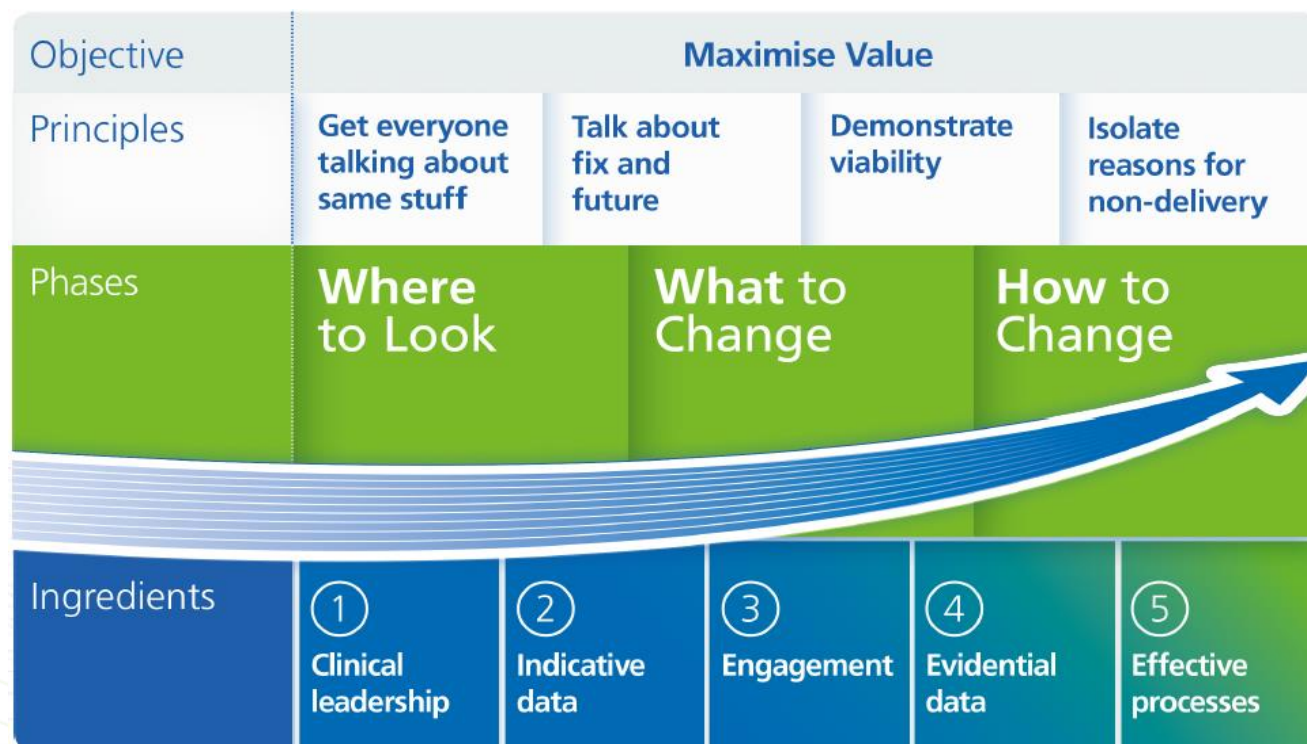 Objective
Maximise Value
Principles
Get everyone
talking about
same stuff
Talk about
fix and
future
Demonstrate
viability
Isolate
reasons for
non-delivery
Phases
Where
to Look
What to
Change
How to
Change
Ingredients
1
Clinical
leadership
2
Indicative
data
3
Engagement
4
Evidential
data
5
Effective
processes